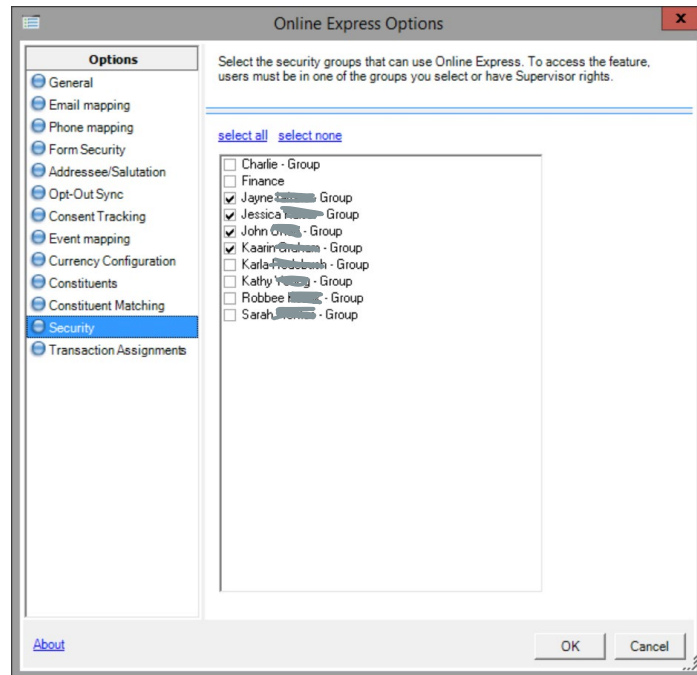 Online Express Options
x
Options
General
Email mapping
Phone mapping
Form Security
Addressee/Salutation
Opt-Out Sync
Consent Tracking
Event mapping
Currency Configuration
Constituents
Constituent Matching
Security
Transaction Assignments
Select the security groups that can use Online Express. To access the feature,
users must be in one of the groups you select or have Supervisor rights.
select all select none
Charlie - Group
Finance
Jayne Group
Jessica - Group
John - Group
Kaarin - Group
Karla - Group
Kathy - Group
Robbee - Group
Sarah - Group
About
OK Cancel